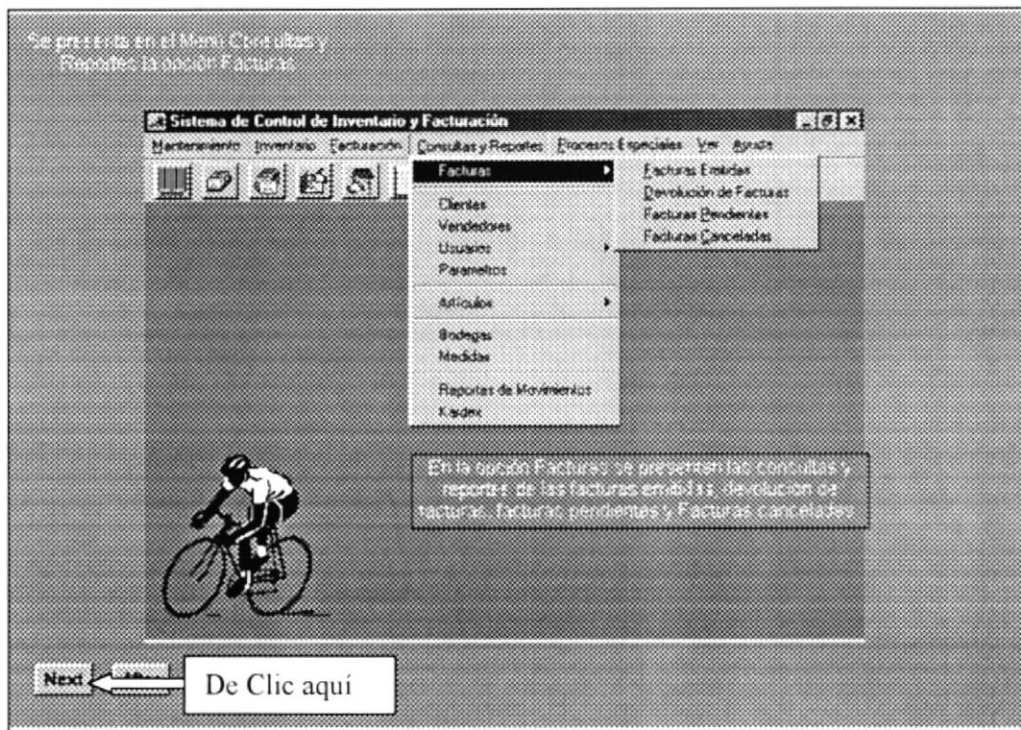 Se presenta en el Menú Consultas y
Reportes la opción Facturas
Sistema de Control de Inventario y Facturación
Mantenimiento Inventario Facturación Consultas y Reportes Procesos Especiales Ver Ayuda
Facturas
Clientes
Vendedores
Usuarios
Parametros
Artículos
Bodegas
Medidas
Reportes de Movimientos
Kardex
Facturas Emitidas
Devolución de Facturas
Facturas Pendientes
Facturas Canceladas
En la opción Facturas se presentan las consultas y
reportes de las facturas emitidas, devolución de
facturas, facturas pendientes y Facturas canceladas
Next
De Clic aquí